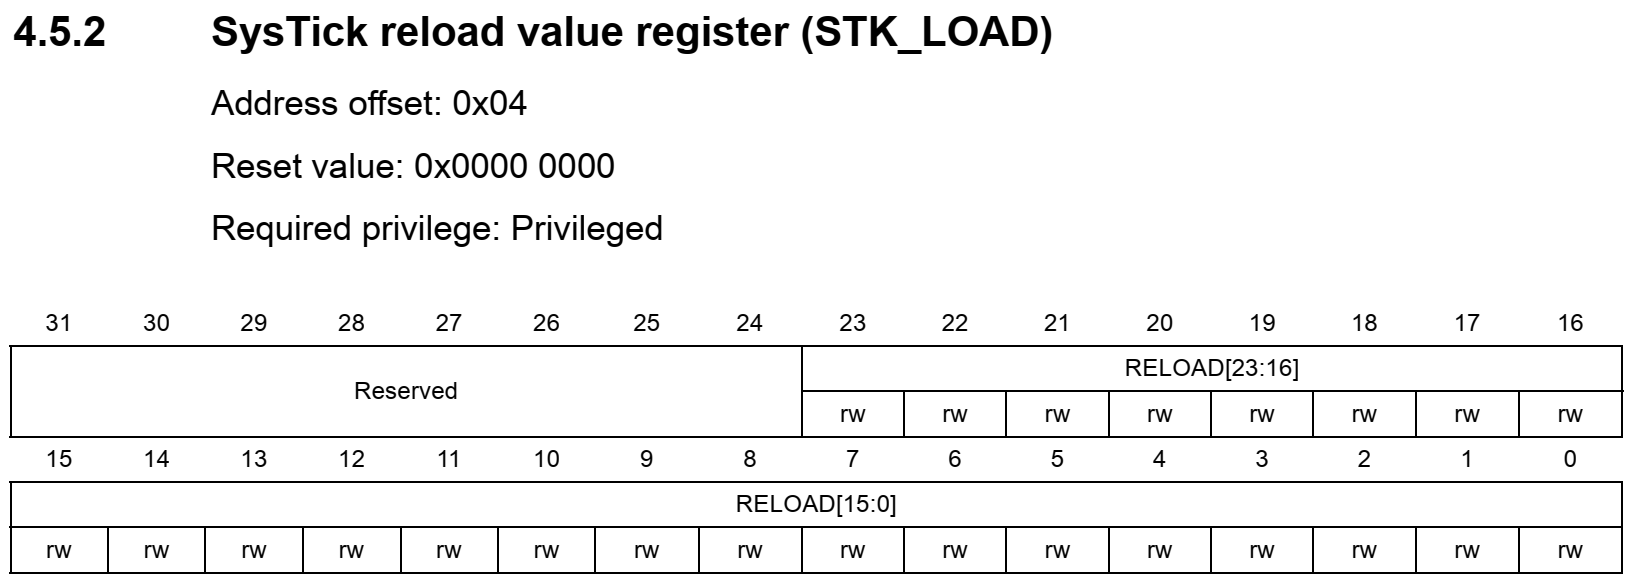 4.5.2 SysTick reload value register (STK_LOAD)
Address offset: 0x04
Reset value: 0x0000 0000
Required privilege: Privileged
31 30 29 28 27 26 25 24 23 22 21 20 19 18 17 16
Reserved RELOAD[23:16]
rw rw rw rw rw rw rw rw
15 14 13 12 11 10 9 8 7 6 5 4 3 2 1 0
RELOAD[15:0]
rw rw rw rw rw rw rw rw rw rw rw rw rw rw rw rw